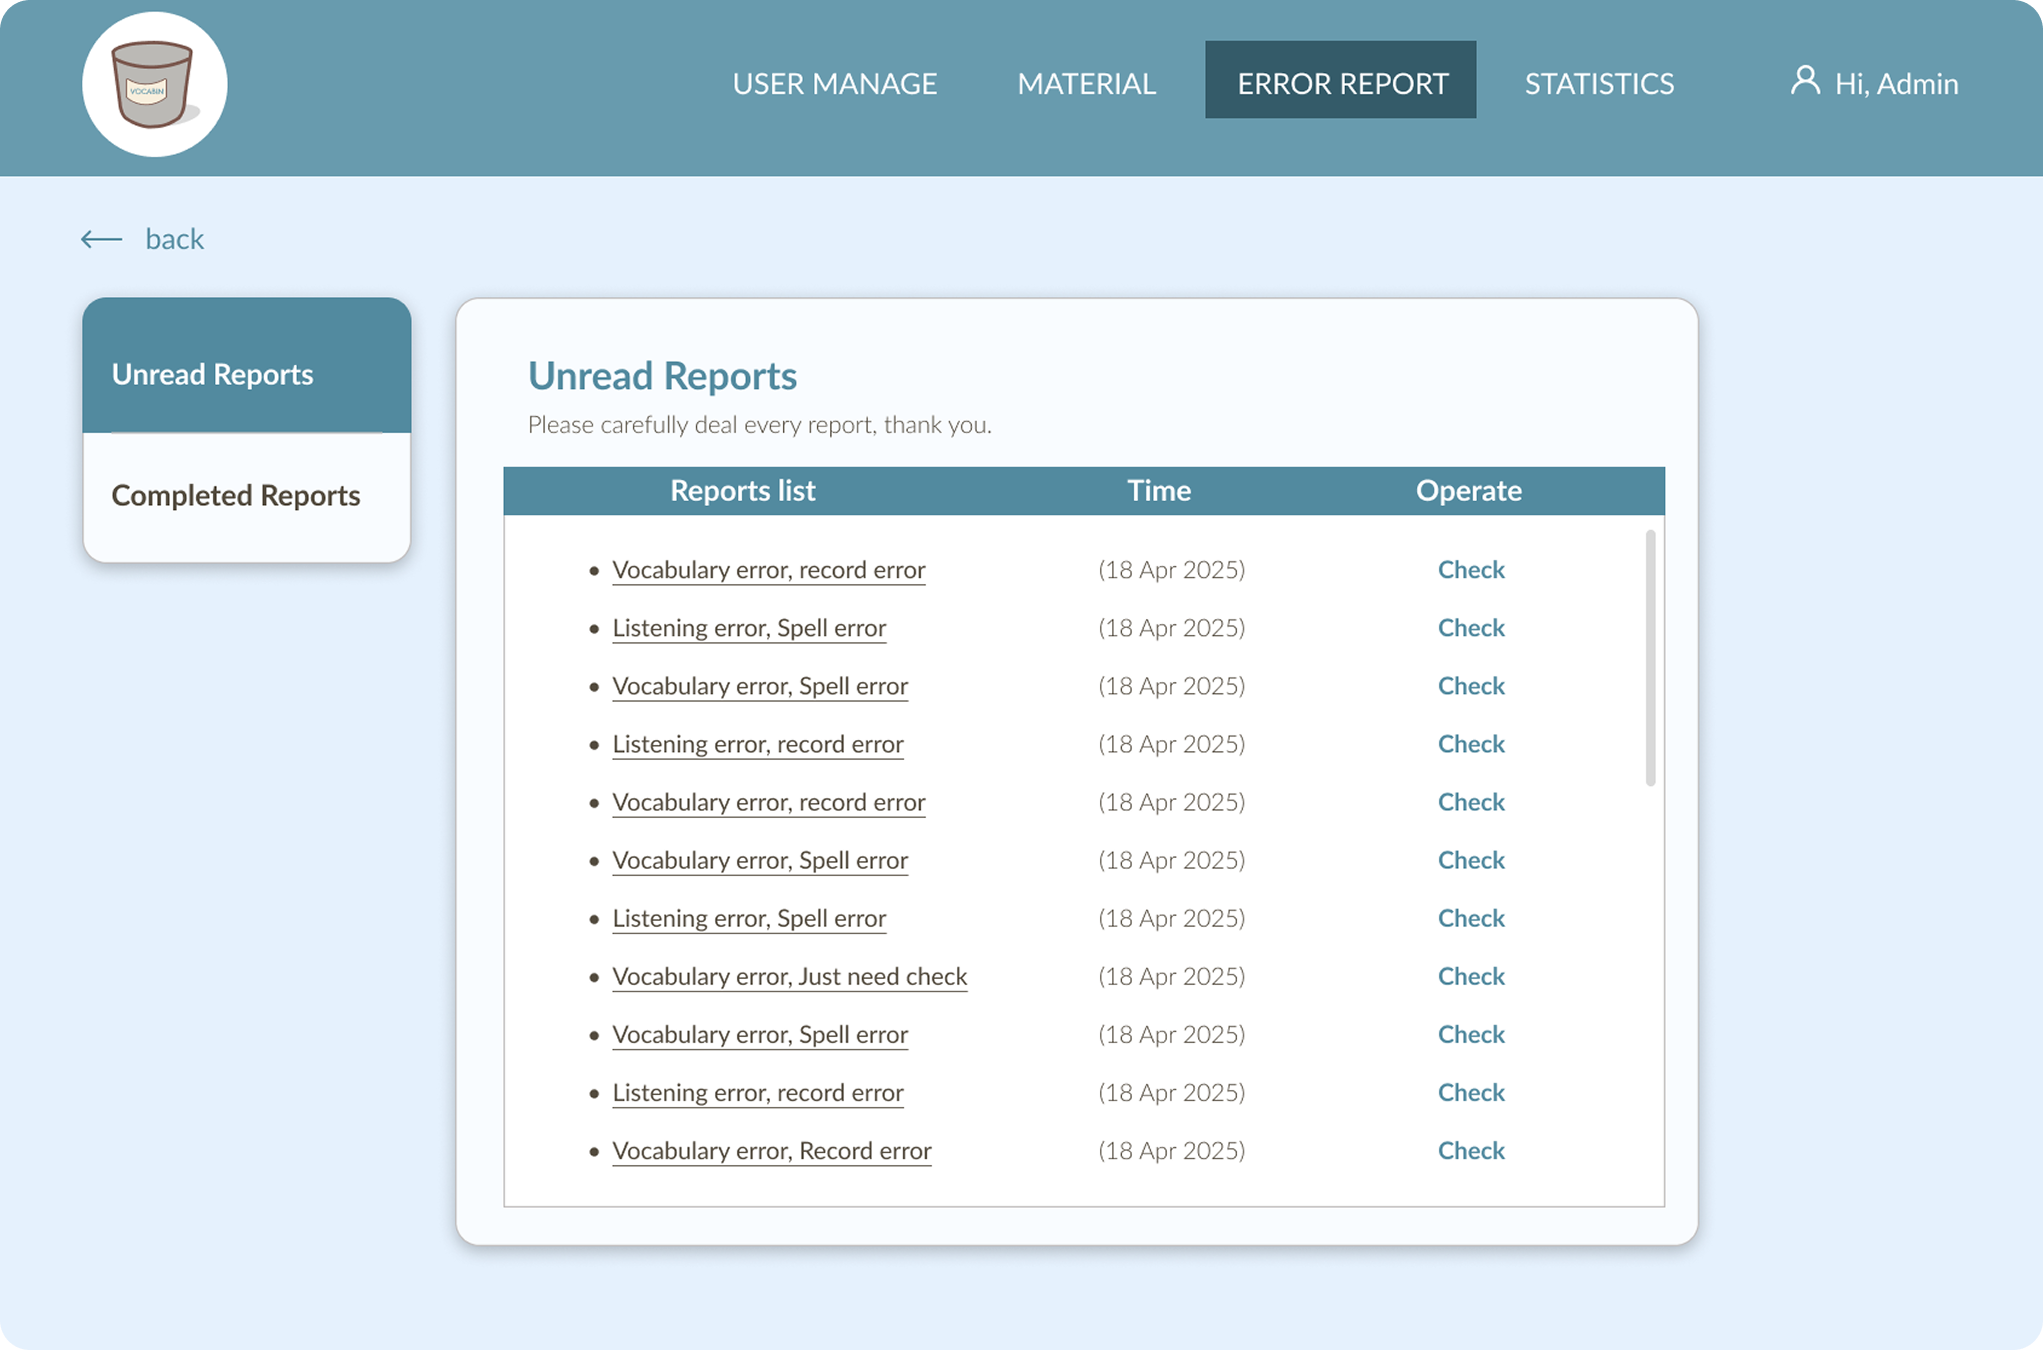 VOCABIN
USER MANAGE MATERIAL ERROR REPORT STATISTICS Hi, Admin
back
Unread Reports
Completed Reports
Unread Reports
Please carefully deal every report, thank you.
Reports list Time Operate
Vocabulary error, record error (18 Apr 2025) Check
Listening error, Spell error (18 Apr 2025) Check
Vocabulary error, Spell error (18 Apr 2025) Check
Listening error, record error (18 Apr 2025) Check
Vocabulary error, record error (18 Apr 2025) Check
Vocabulary error, Spell error (18 Apr 2025) Check
Listening error, Spell error (18 Apr 2025) Check
Vocabulary error, Just need check (18 Apr 2025) Check
Vocabulary error, Spell error (18 Apr 2025) Check
Listening error, record error (18 Apr 2025) Check
Vocabulary error, Record error (18 Apr 2025) Check